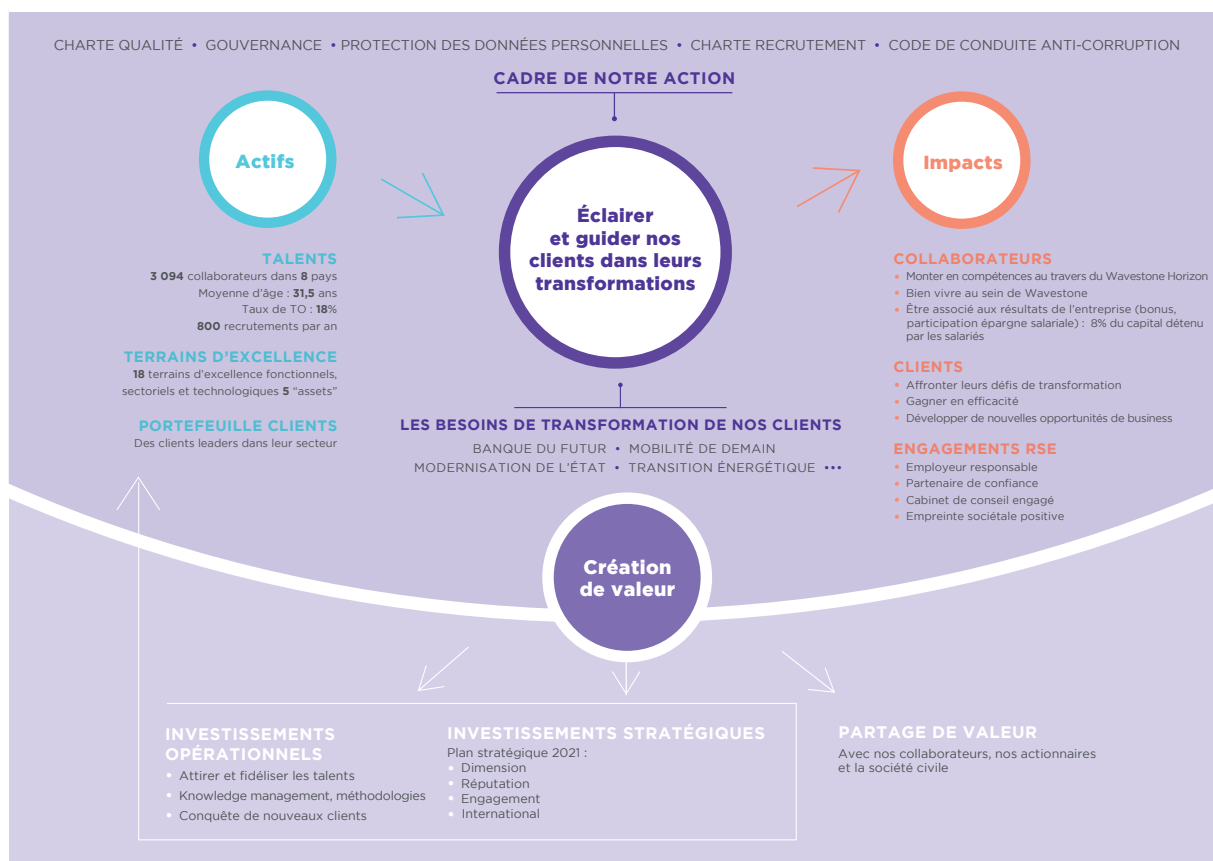 CHARTE QUALITÉ • GOUVERNANCE • PROTECTION DES DONNÉES PERSONNELLES • CHARTE RECRUTEMENT • CODE DE CONDUITE ANTI-CORRUPTION
CADRE DE NOTRE ACTION
Actifs
TALENTS
3 094 collaborateurs dans 8 pays
Moyenne d'âge : 31,5 ans
Taux de TO : 18%
800 recrutements par an
TERRAINS D'EXCELLENCE
18 terrains d'excellence fonctionnels,
sectoriels et technologiques 5 "assets"
PORTEFEUILLE CLIENTS
Des clients leaders dans leur secteur
Éclairer
et guider nos
clients dans leurs
transformations
LES BESOINS DE TRANSFORMATION DE NOS CLIENTS
BANQUE DU FUTUR • MOBILITÉ DE DEMAIN
MODERNISATION DE L'ÉTAT • TRANSITION ÉNERGÉTIQUE •••
Impacts
COLLABORATEURS
• Monter en compétences au travers du Wavestone Horizon
• Bien vivre au sein de Wavestone
• Être associé aux résultats de l'entreprise (bonus,
participation épargne salariale) : 8% du capital détenu
par les salariés
CLIENTS
• Affronter leurs défis de transformation
• Gagner en efficacité
• Développer de nouvelles opportunités de business
ENGAGEMENTS RSE
• Employeur responsable
• Partenaire de confiance
• Cabinet de conseil engagé
• Empreinte sociétale positive
Création
de valeur
INVESTISSEMENTS
OPÉRATIONNELS
• Attirer et fidéliser les talents
• Knowledge management, méthodologies
• Conquête de nouveaux clients
INVESTISSEMENTS STRATÉGIQUES
Plan stratégique 2021 :
• Dimension
• Réputation
• Engagement
• International
PARTAGE DE VALEUR
Avec nos collaborateurs, nos actionnaires
et la société civile